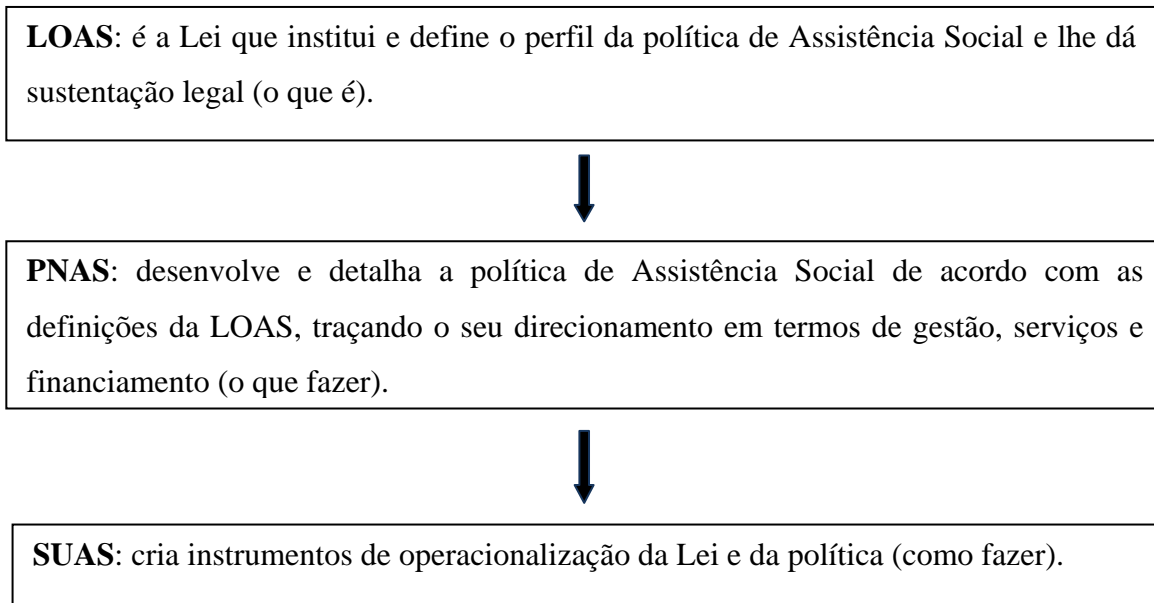 LOAS: é a Lei que institui e define o perfil da política de Assistência Social e lhe dá
sustentação legal (o que é).
PNAS: desenvolve e detalha a política de Assistência Social de acordo com as
definições da LOAS, traçando o seu direcionamento em termos de gestão, serviços e
financiamento (o que fazer).
SUAS: cria instrumentos de operacionalização da Lei e da política (como fazer).